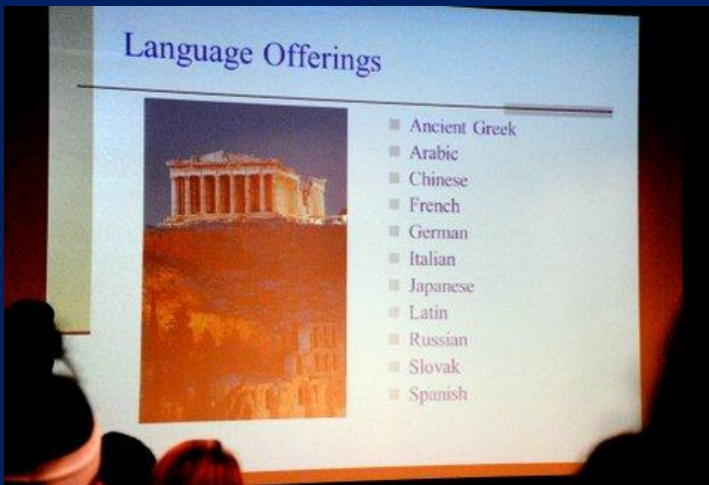 Language Offerings
Ancient Greek
Arabic
Chinese
French
German
Italian
Japanese
Latin
Russian
Slovak
Spanish